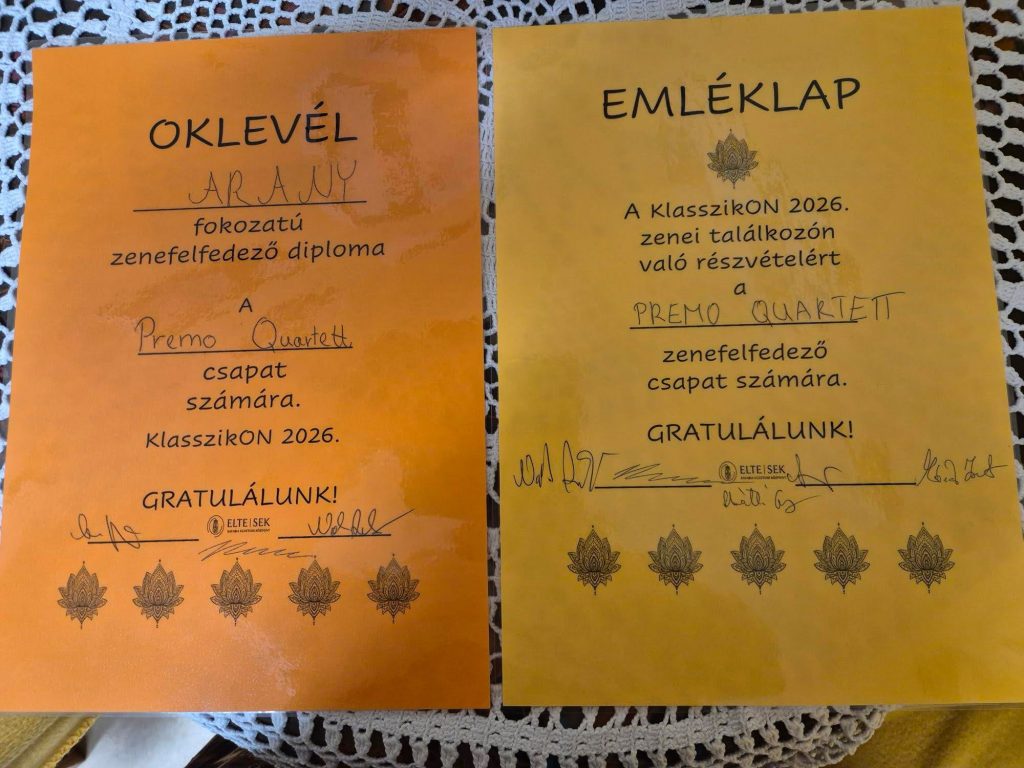 OKLEVÉL
ARANY
fokozatú
zenefelfedező diploma
A
Premo Quartett
csapat
számára.
KlasszikON 2026.
GRATULÁLUNK!
ELTE|SEK
EMLÉKLAP
A KlasszikON 2026.
zenei találkozón
való részvételért
a
PREMO QUARTETT
zenefelfedező
csapat számára.
GRATULÁLUNK!
ELTE|SEK